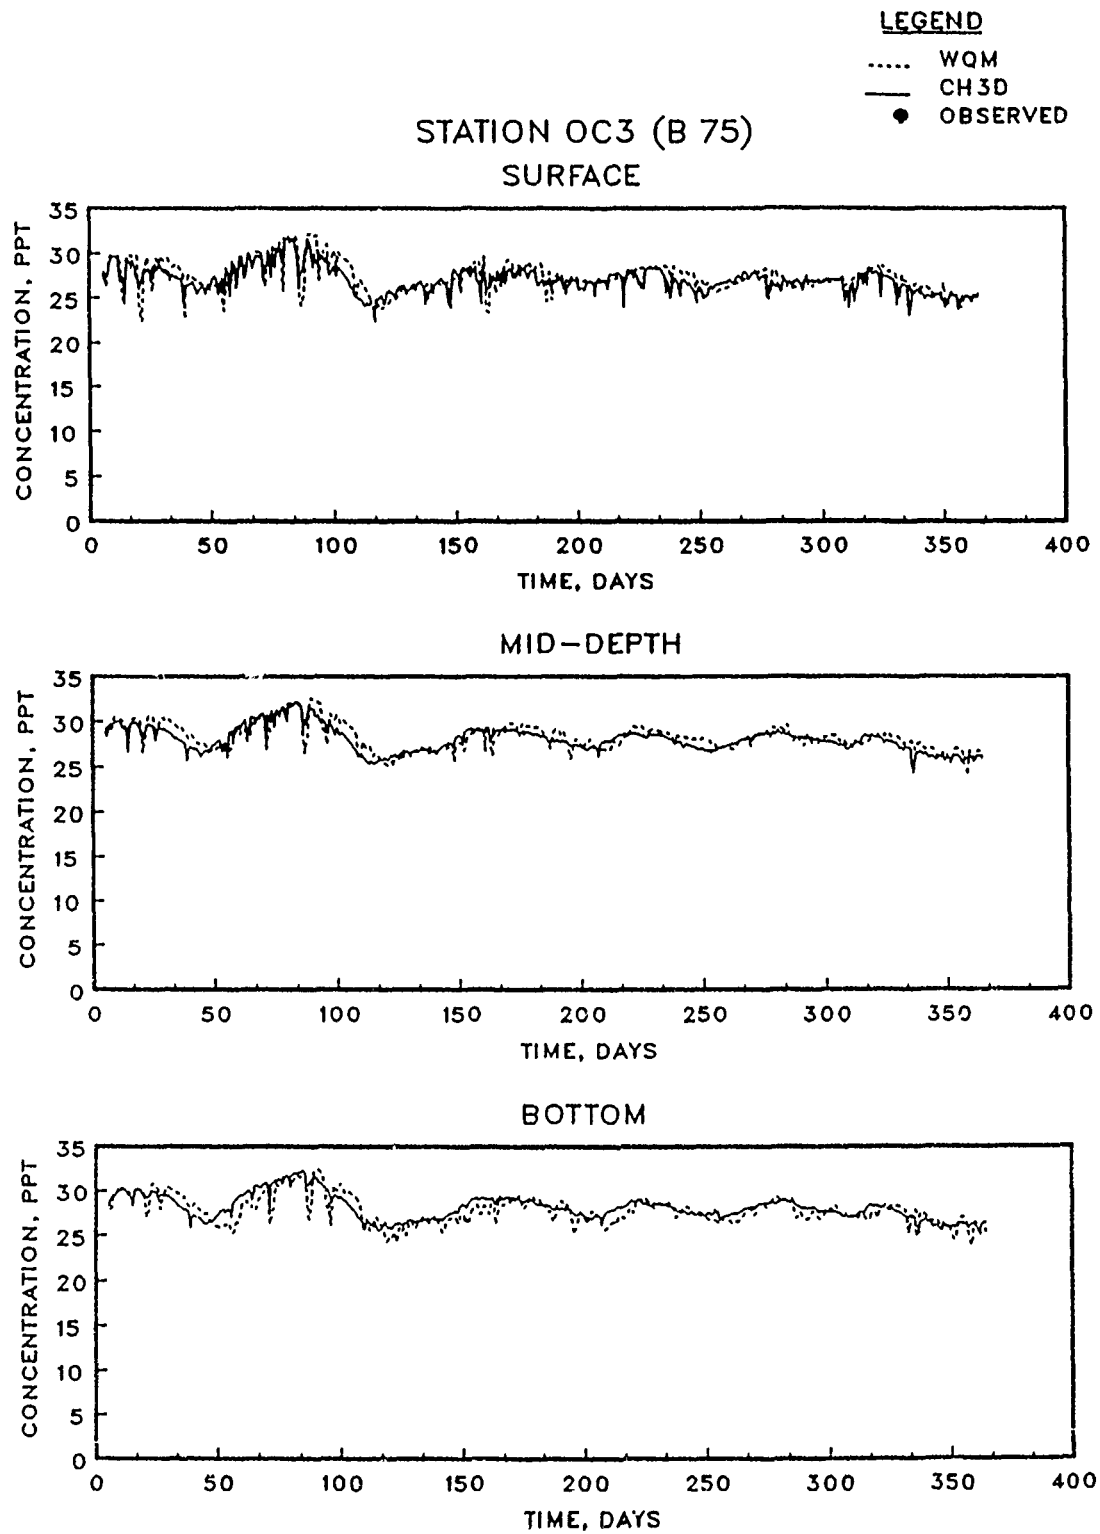 LEGEND
WQM
CH3D
OBSERVED
STATION OC3 (B 75)
SURFACE
CONCENTRATION, PPT
35
30
25
20
15
10
5
0
0 50 100 150 200 250 300 350 400
TIME, DAYS
MID-DEPTH
CONCENTRATION, PPT
35
30
25
20
15
10
5
0
0 50 100 150 200 250 300 350 400
TIME, DAYS
BOTTOM
CONCENTRATION, PPT
35
30
25
20
15
10
5
0
0 50 100 150 200 250 300 350 400
TIME, DAYS